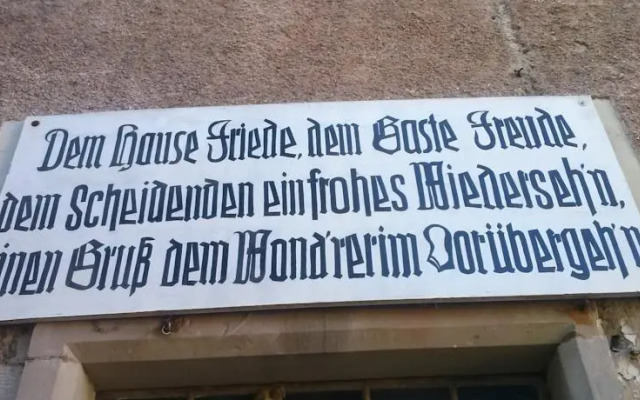 Dem Hause Friede, dem Gaste Freude,
dem Scheidenden ein frohes Wiederseh'n,
inen Gruß dem Wand'rer im Vorübergeh'n